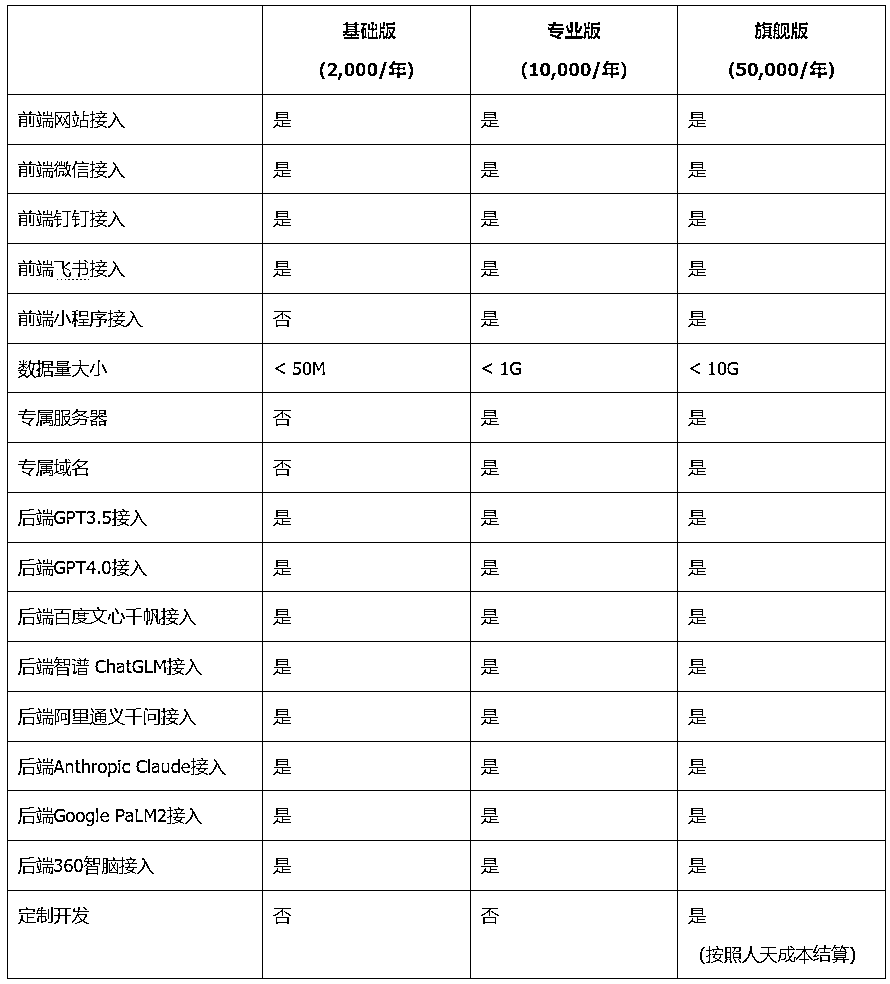 基础版 专业版 旗舰版
(2,000/年) (10,000/年) (50,000/年)
前端网站接入 是 是 是
前端微信接入 是 是 是
前端钉钉接入 是 是 是
前端飞书接入 是 是 是
前端小程序接入 否 是 是
数据量大小 < 50M < 1G < 10G
专属服务器 否 是 是
专属域名 否 是 是
后端GPT3.5接入 是 是 是
后端GPT4.0接入 是 是 是
后端百度文心千帆接入 是 是 是
后端智谱 ChatGLM接入 是 是 是
后端阿里通义千问接入 是 是 是
后端Anthropic Claude接入 是 是 是
后端Google PaLM2接入 是 是 是
后端360智脑接入 是 是 是
定制开发 否 否 是
(按照人天成本结算)